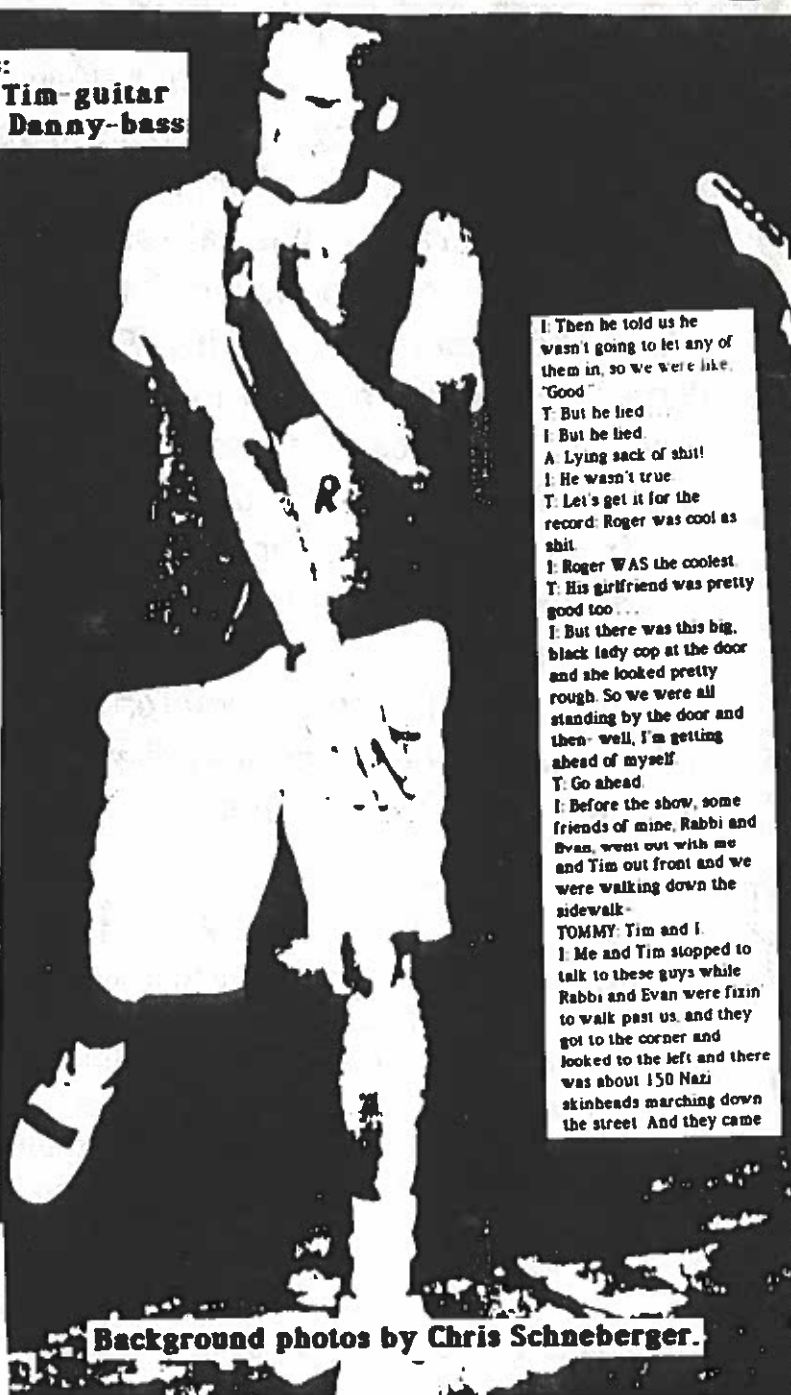 s:
Tim-guitar
Danny-bass
R
I: Then he told us he
wasn't going to let any of
them in, so we were like,
"Good"
T: But he lied
I: But he lied.
A: Lying sack of shit!
I: He wasn't true.
T: Let's get it for the
record: Roger was cool as
shit.
I: Roger WAS the coolest.
T: His girlfriend was pretty
good too . . .
I: But there was this big,
black lady cop at the door
and she looked pretty
rough. So we were all
standing by the door and
then- well, I'm getting
ahead of myself.
T: Go ahead.
I: Before the show, some
friends of mine, Rabbi and
Evan, went out with me
and Tim out front and we
were walking down the
sidewalk-
TOMMY: Tim and I.
I: Me and Tim stopped to
talk to these guys while
Rabbi and Evan were fixin'
to walk past us, and they
got to the corner and
looked to the left and there
was about 150 Nazi
skinheads marching down
the street. And they came
Background photos by Chris Schneberger.